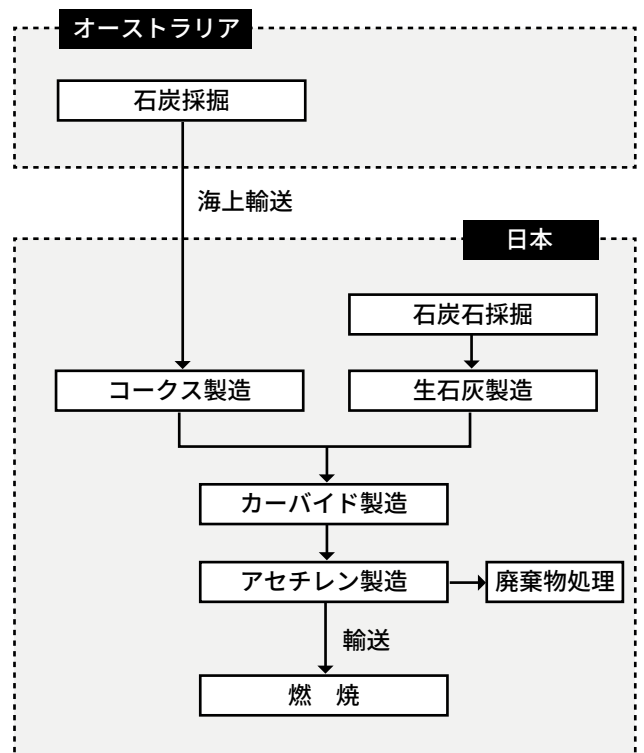 オーストラリア
石炭採掘
海上輸送
日本
石炭石採掘
コークス製造
生石灰製造
カーバイド製造
アセチレン製造
廃棄物処理
輸送
燃　焼